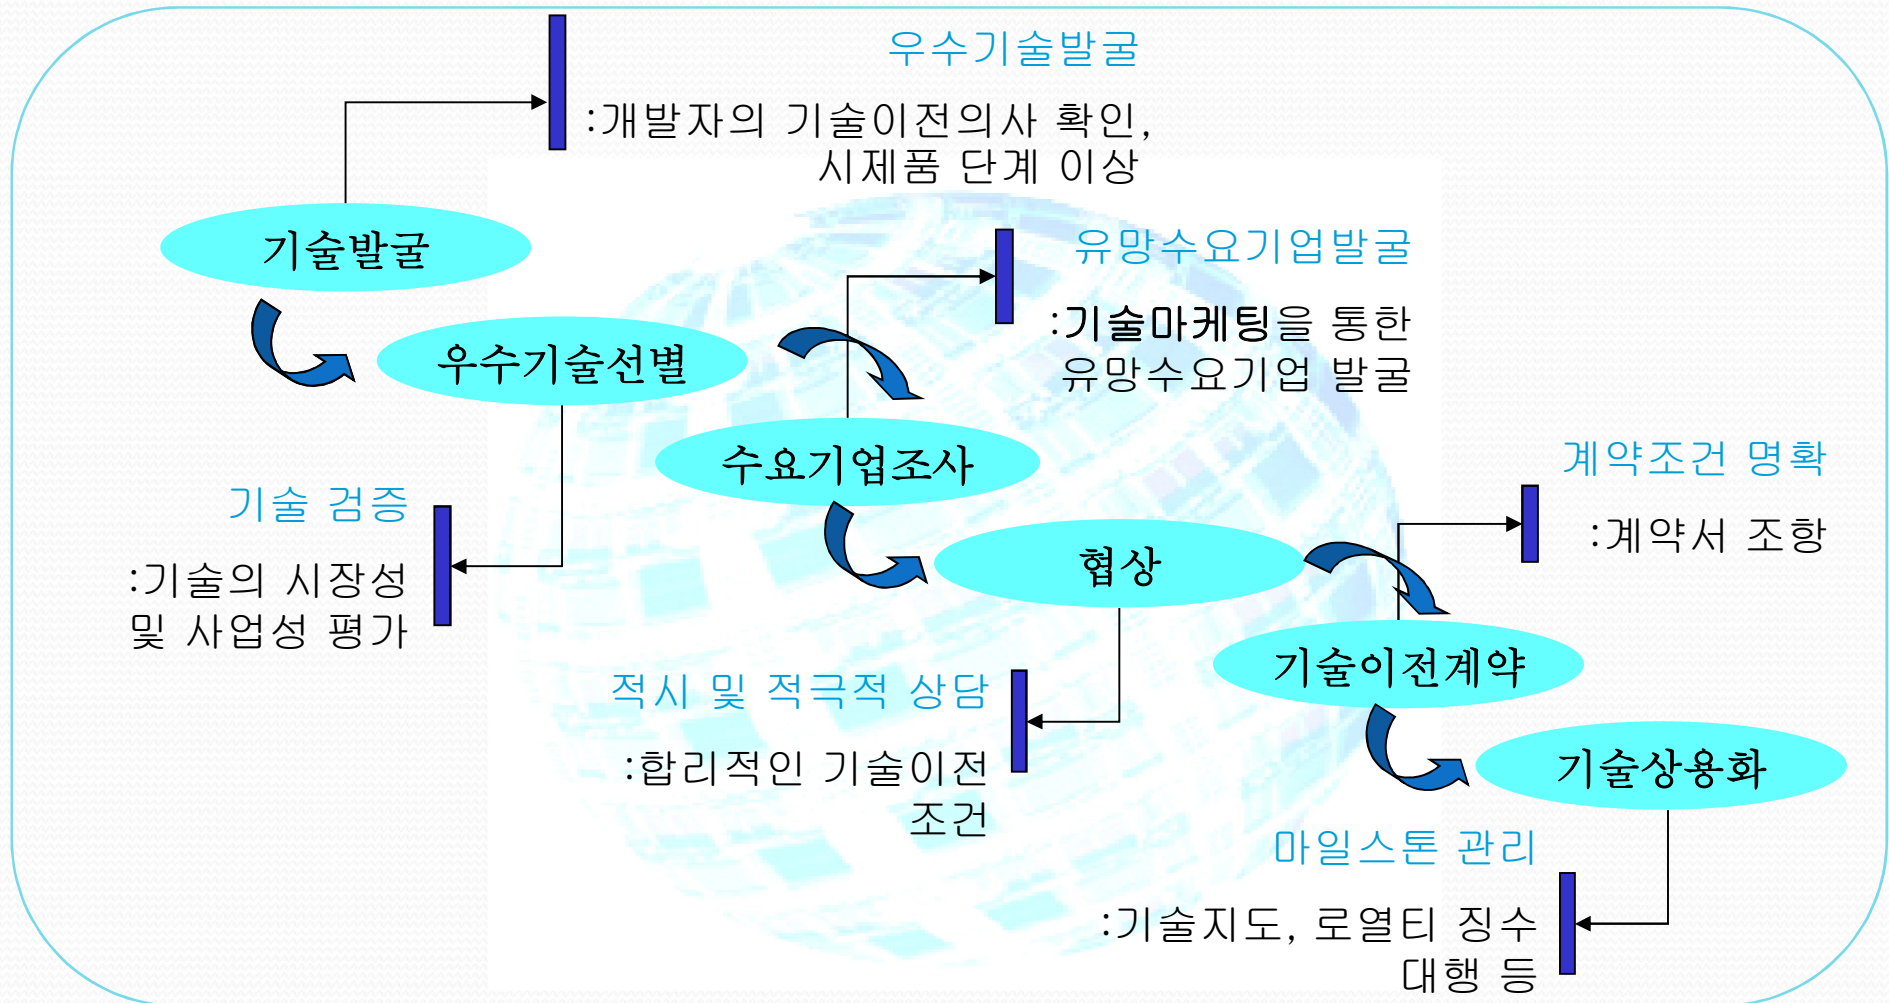 우수기술발굴
:개발자의 기술이전의사 확인,
시제품 단계 이상
기술발굴
유망수요기업발굴
:기술마케팅을 통한
유망수요기업 발굴
우수기술선별
수요기업조사
계약조건 명확
:계약서 조항
기술 검증
:기술의 시장성
및 사업성 평가
협상
기술이전계약
적시 및 적극적 상담
:합리적인 기술이전
조건
기술상용화
마일스톤 관리
:기술지도, 로열티 징수
대행 등